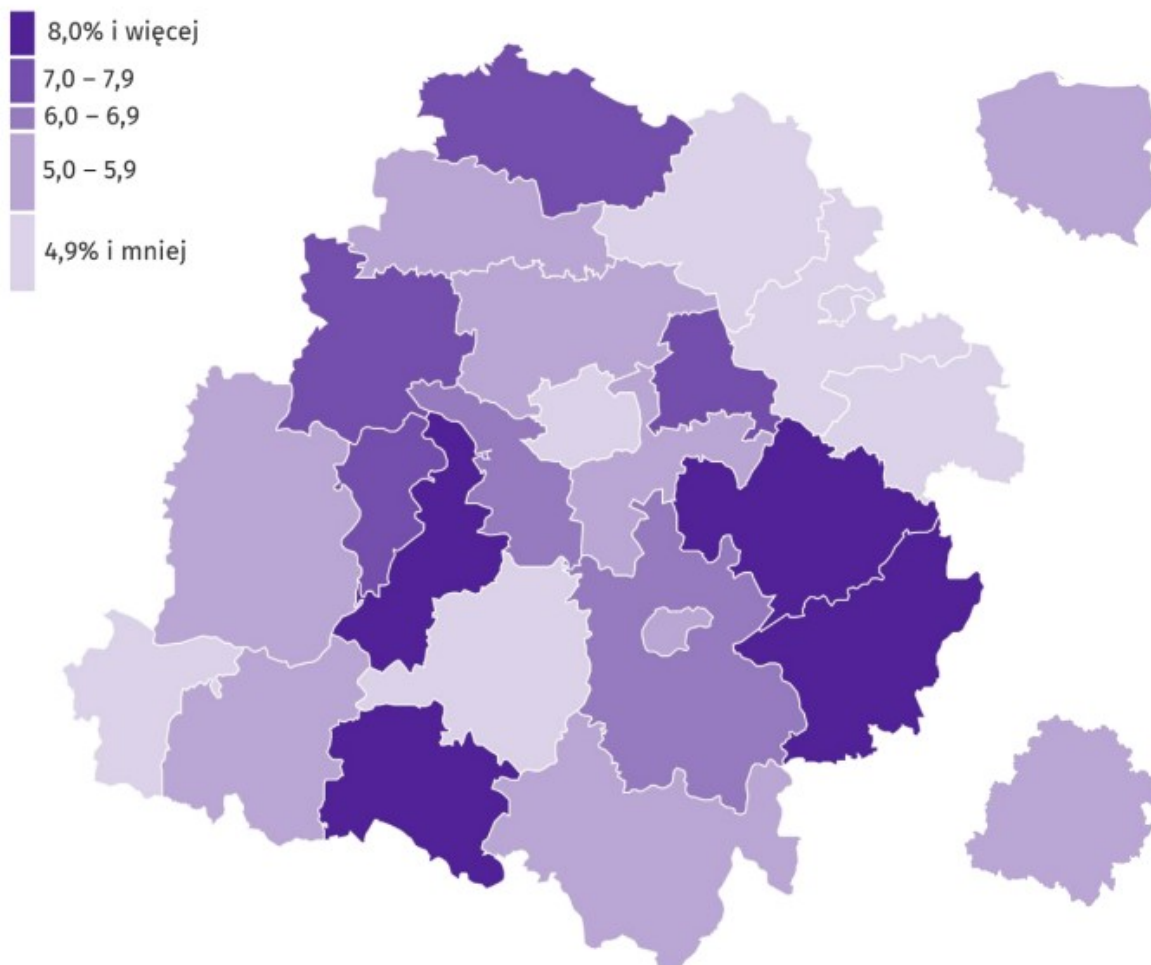 8,0% i więcej
7,0 – 7,9
6,0 – 6,9
5,0 – 5,9
4,9% i mniej